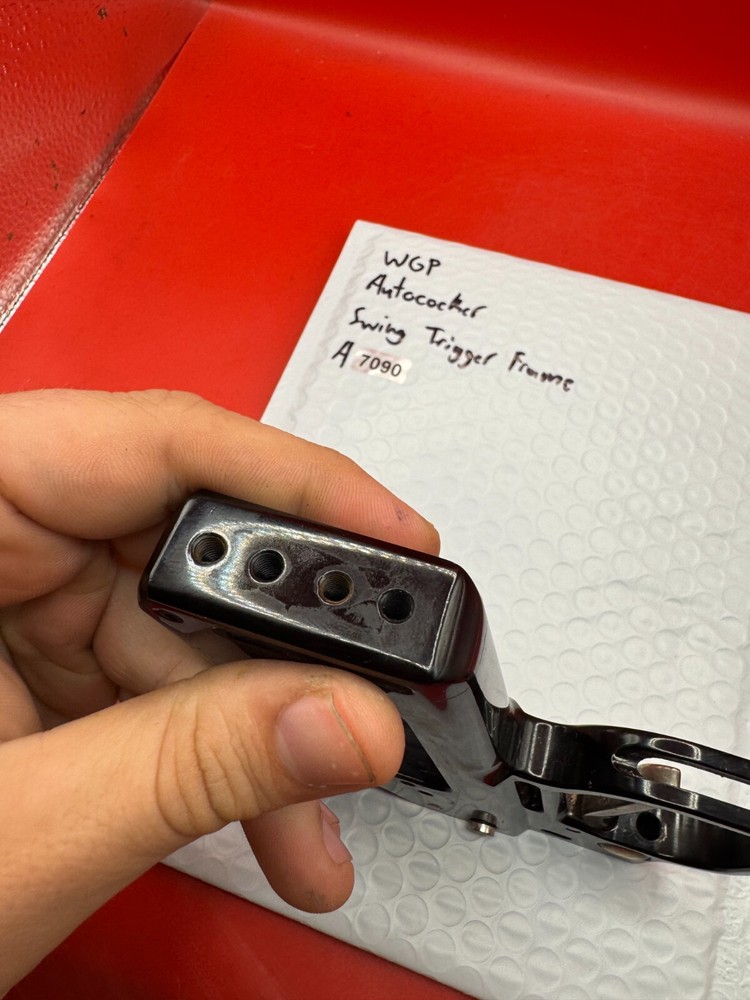 WGP
Autococker
Swing Trigger Frame
A 7090